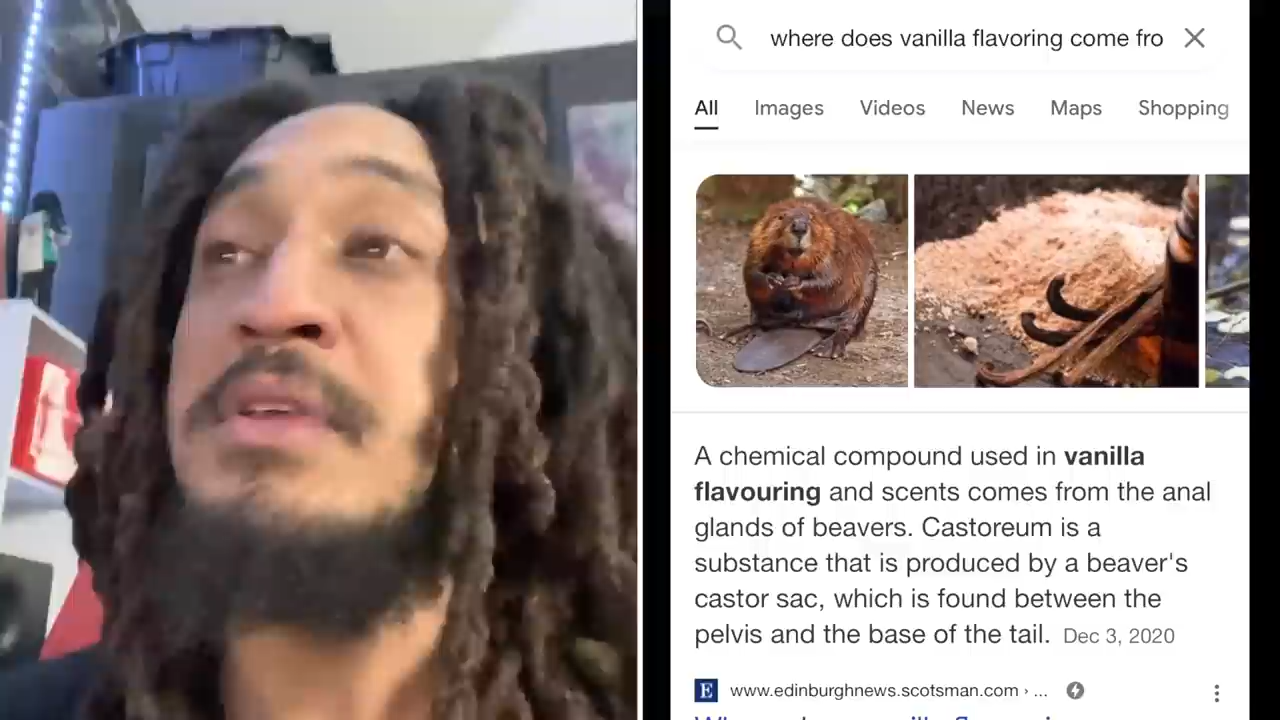 where does vanilla flavoring come fro
All Images Videos News Maps Shopping
A chemical compound used in vanilla
flavouring and scents comes from the anal
glands of beavers. Castoreum is a
substance that is produced by a beaver's
castor sac, which is found between the
pelvis and the base of the tail. Dec 3, 2020
E www.edinburghnews.scotsman.com › ...